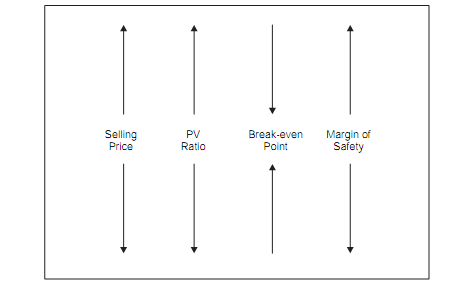 Selling
Price
PV
Ratio
Break-even
Point
Margin of
Safety